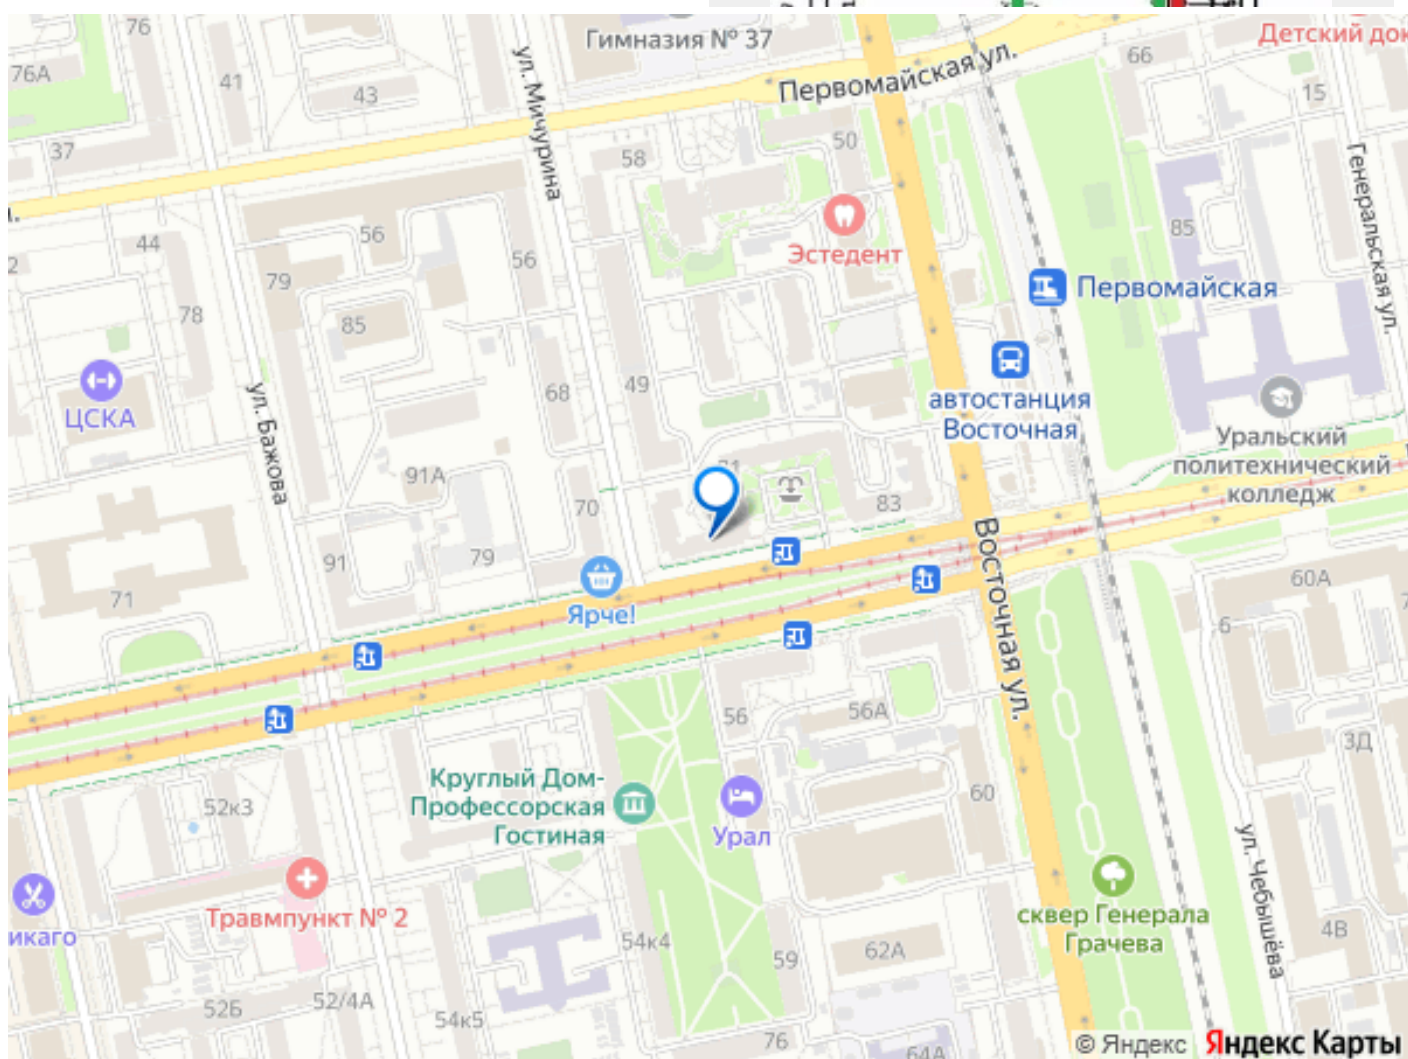 76
Гимназия № 37
Детский док
76А
41
43
ул. Мичурина
Первомайская ул.
66
15
37
58
50
Генеральская ул.
л.
44
56
56
Эстедент
85
2
79
78
85
Первомайская
ЦСКА
ул. Бажова
68
49
автостанция
Восточная
Уральский
политехнический
колледж
91А
70
83
91
79
Восточная ул.
71
Ярче!
60А
6
56
56А
3Д
Круглый Дом-
Профессорская
Гостиная
52к3
Урал
60
ул. Чебышёва
Травмпункт № 2
сквер Генерала
Грачева
икаго
54к4
59
62А
4В
52Б
52/4А
54к5
76
64А
© Яндекс
Яндекс Карты